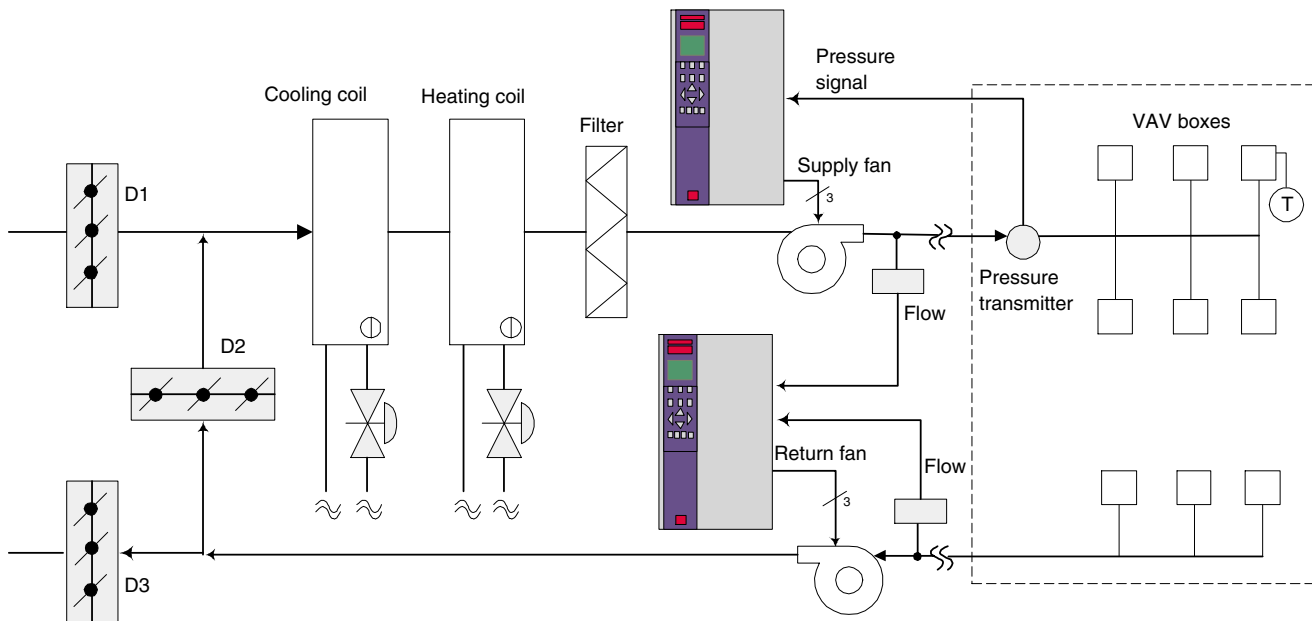 Pressure
signal
Cooling coil
Heating coil
Filter
VAV boxes
D1
Supply fan
3
T
Pressure
transmitter
Flow
D2
Return fan
Flow
3
D3